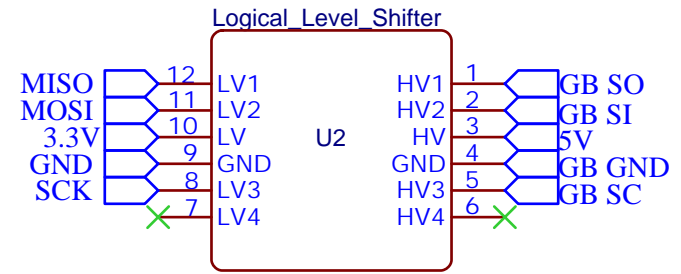 Logical_Level_Shifter
MISO 12 LV1 HV1 1 GB SO
MOSI 11 LV2 HV2 2 GB SI
3.3V 10 LV U2 HV 3 5V
GND 9 GND GND 4 GB GND
SCK 8 LV3 HV3 5 GB SC
7 LV4 HV4 6